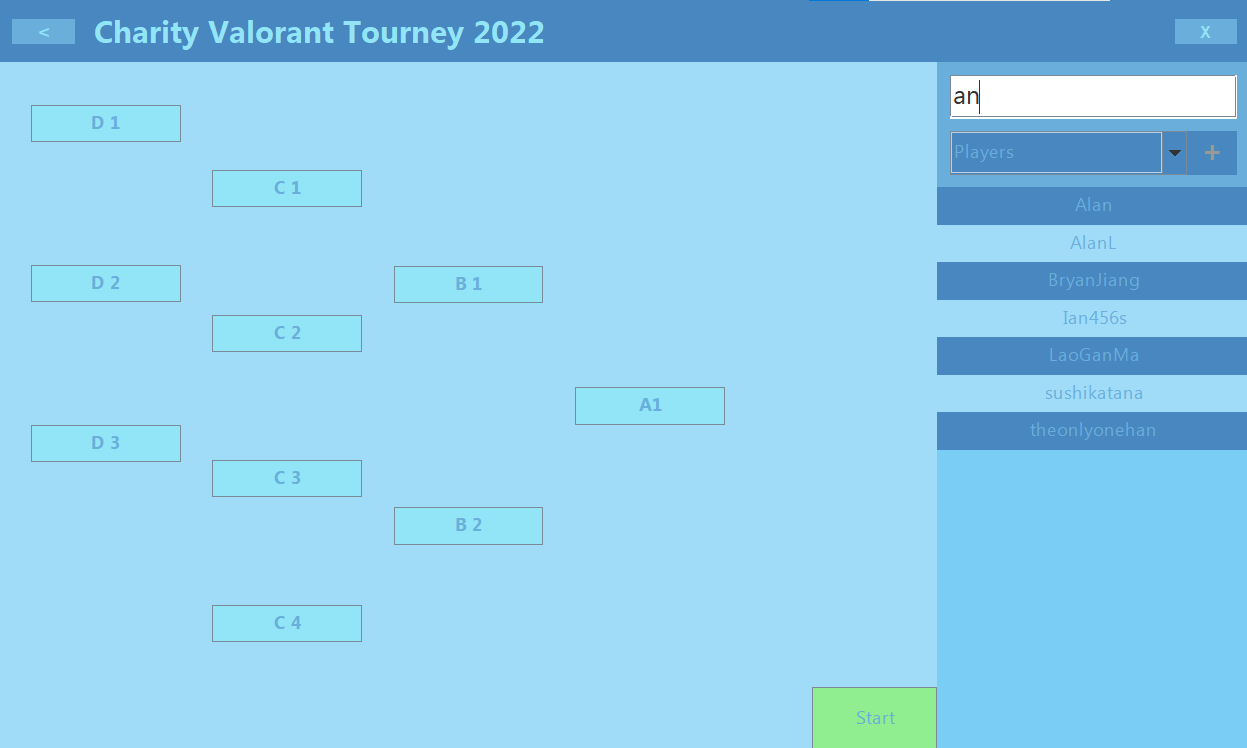 <
Charity Valorant Tourney 2022
X
D 1
C 1
D 2
B 1
C 2
A1
D 3
C 3
B 2
C 4
Start
an
Players
+
Alan
AlanL
BryanJiang
Ian456s
LaoGanMa
sushikatana
theonlyonehan